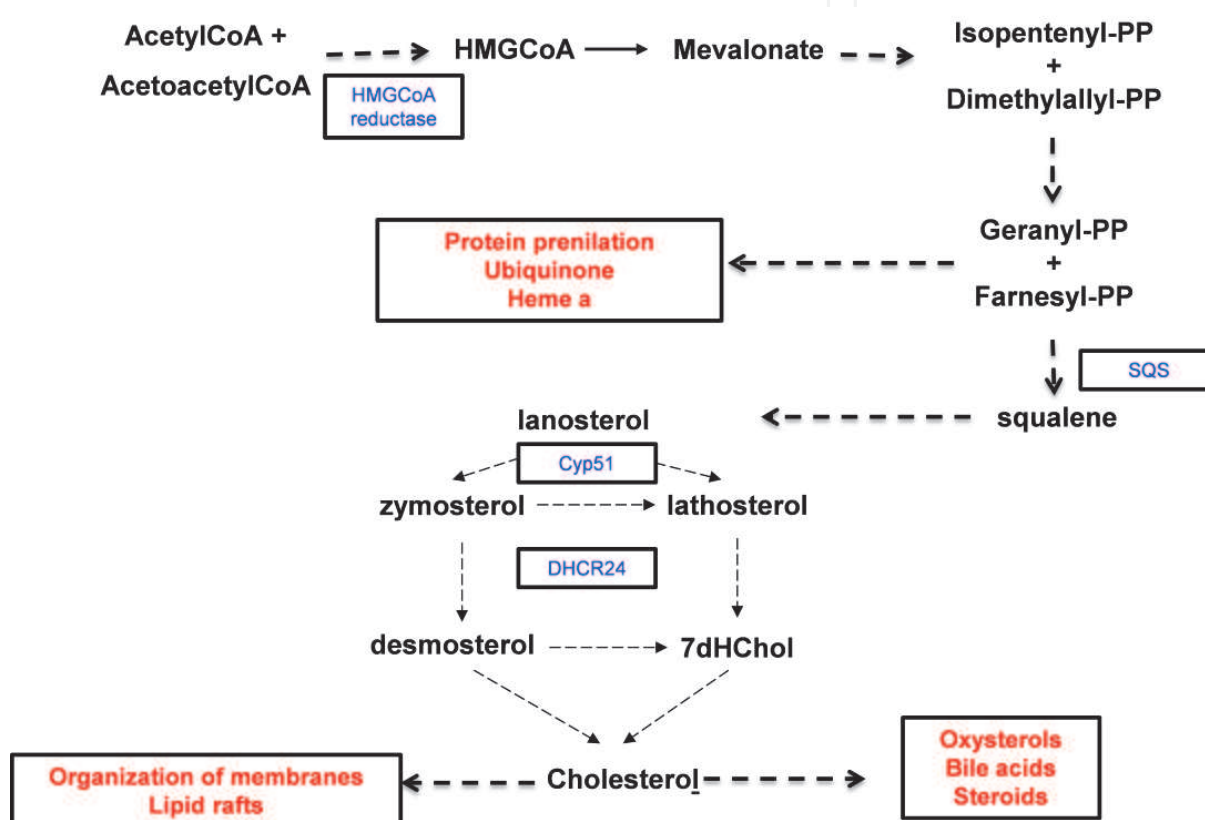 AcetylCoA +
AcetoacetylCoA
HMGCoA
reductase
HMGCoA
Mevalonate
Isopentenyl-PP
+
Dimethylallyl-PP
Geranyl-PP
+
Farnesyl-PP
Protein prenilation
Ubiquinone
Heme a
SQS
squalene
lanosterol
Cyp51
zymosterol
lathosterol
DHCR24
desmosterol
7dHChol
Cholesterol
Organization of membranes
Lipid rafts
Oxysterols
Bile acids
Steroids